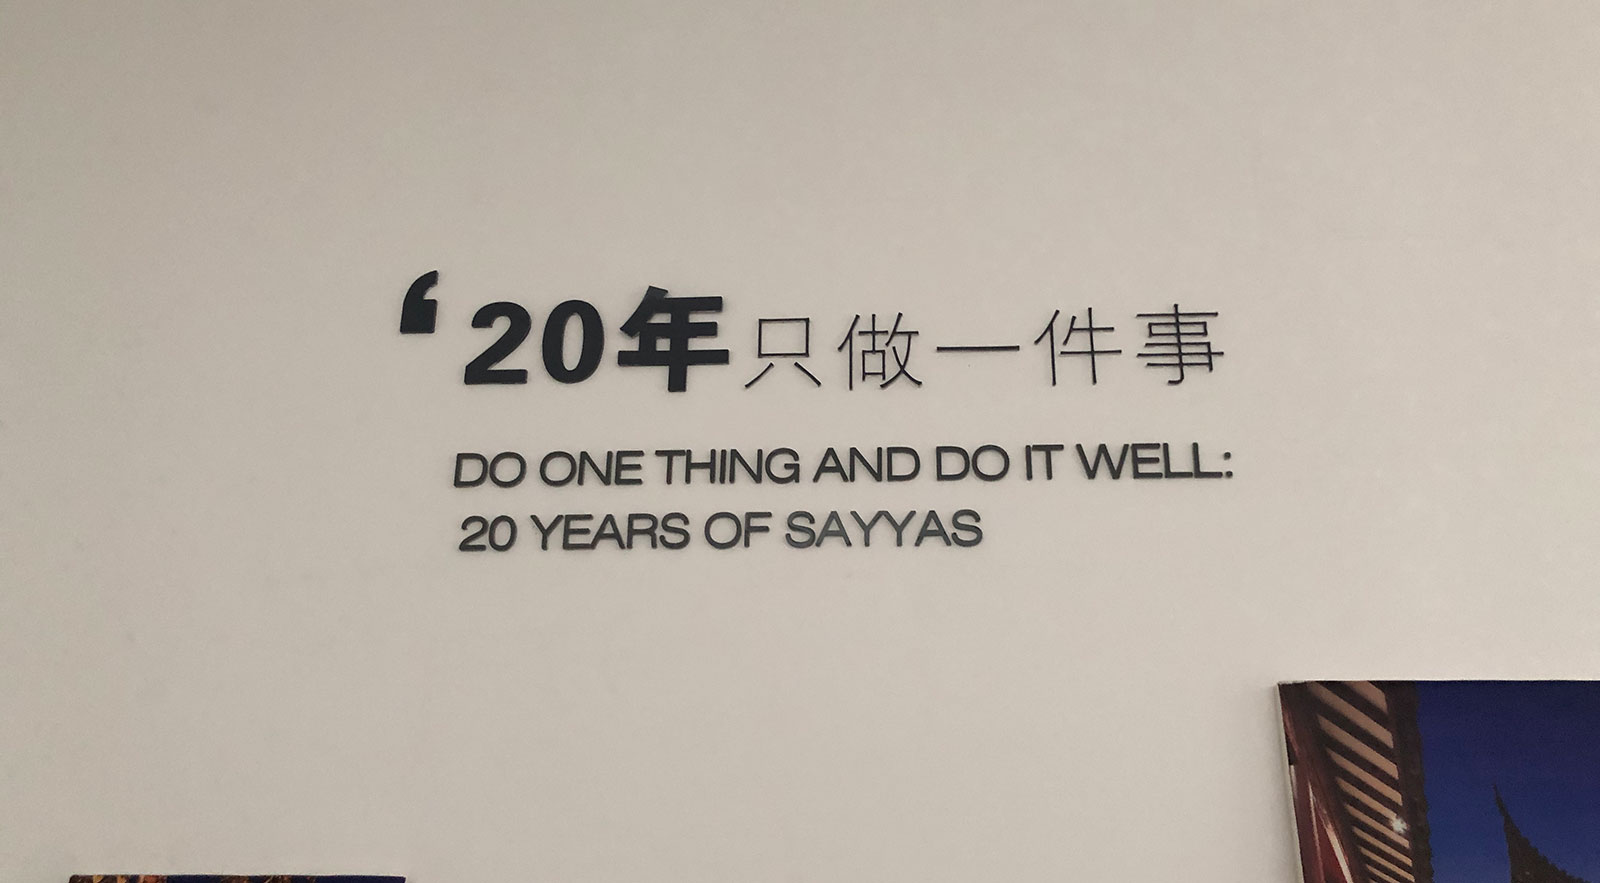 ‘20年只做一件事
DO ONE THING AND DO IT WELL:
20 YEARS OF SAYYAS